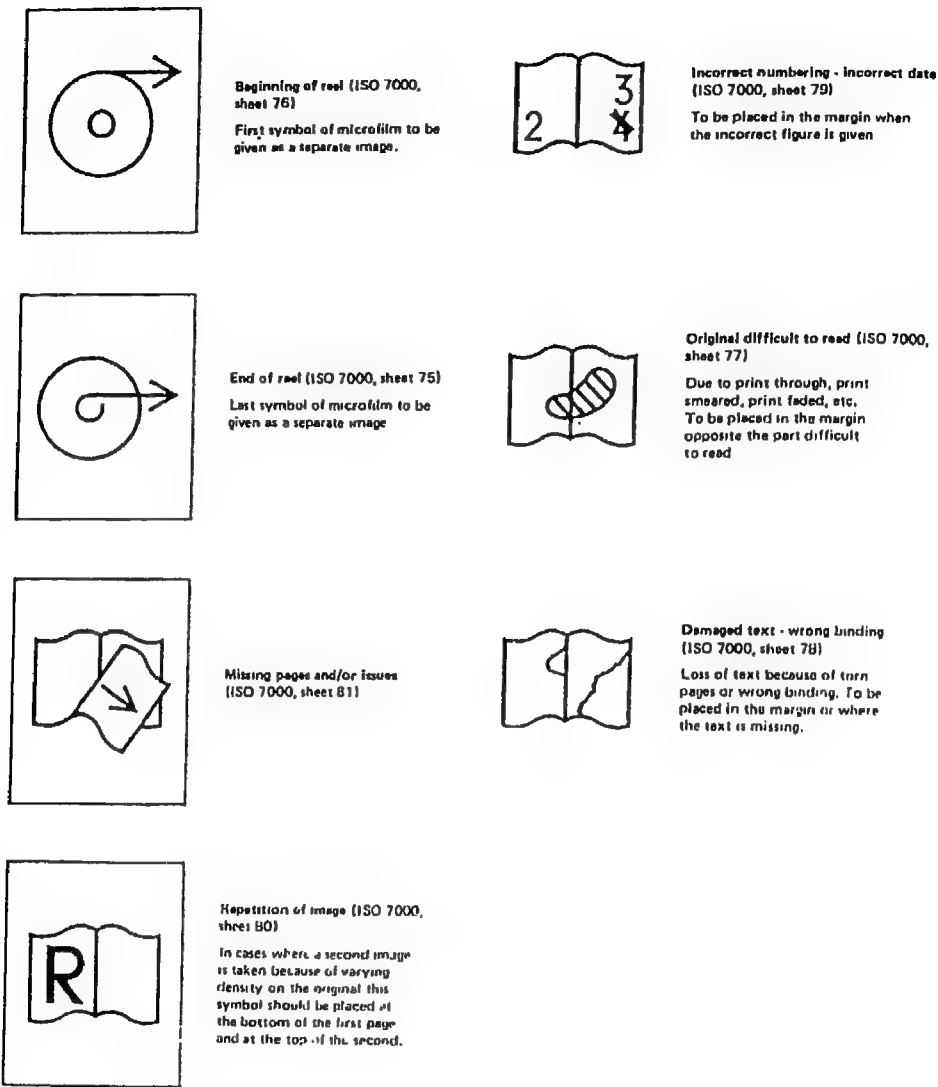 Beginning of reel (ISO 7000,
sheet 76)
First symbol of microfilm to be
given as a separate image.
End of reel (ISO 7000, sheet 75)
Last symbol of microfilm to be
given as a separate image
Missing pages and/or issues
(ISO 7000, sheet 81)
R
Repetition of image (ISO 7000,
sheet 80)
In cases where a second image
is taken because of varying
density on the original this
symbol should be placed at
the bottom of the first page
and at the top of the second.
2
3
4
Incorrect numbering - incorrect date
(ISO 7000, sheet 79)
To be placed in the margin when
the incorrect figure is given
Original difficult to read (ISO 7000,
sheet 77)
Due to print through, print
smeared, print faded, etc.
To be placed in the margin
opposite the part difficult
to read
Damaged text - wrong binding
(ISO 7000, sheet 78)
Loss of text because of torn
pages or wrong binding. To be
placed in the margin or where
the text is missing.